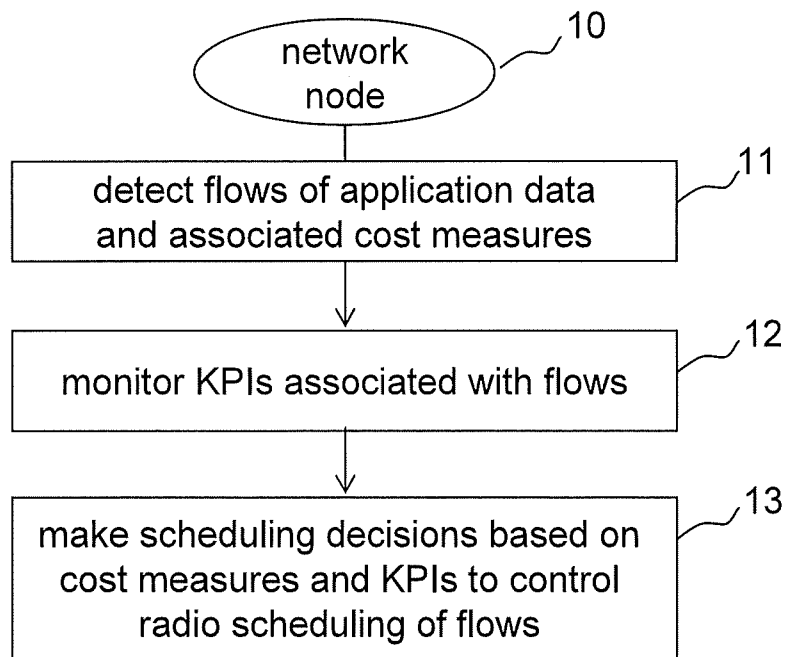 10
network
node
11
detect flows of application data
and associated cost measures
12
monitor KPIs associated with flows
13
make scheduling decisions based on
cost measures and KPIs to control
radio scheduling of flows